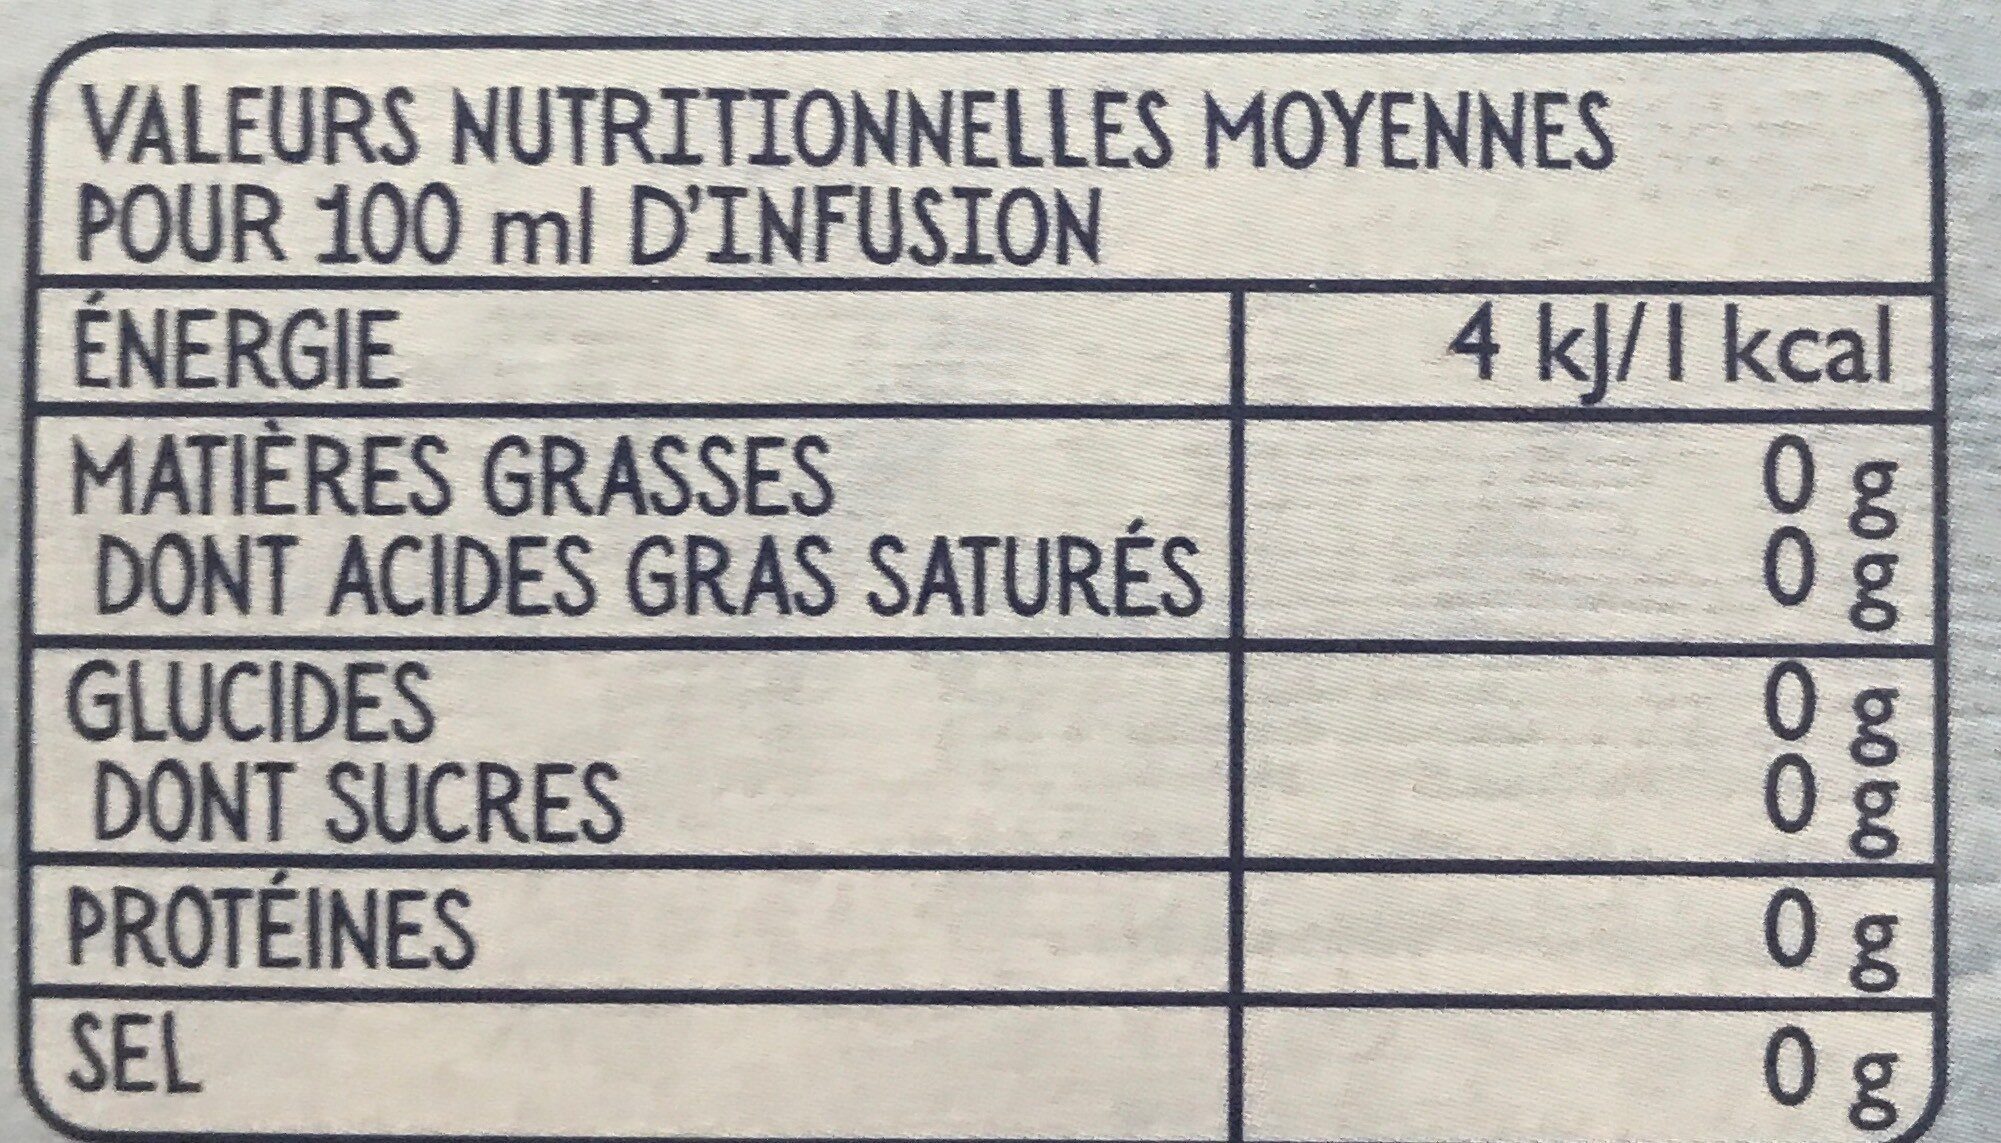 VALEURS NUTRITIONNELLES MOYENNES
POUR 100 ml D'INFUSION
ÉNERGIE 4 kJ/1 kcal
MATIÈRES GRASSES 0 g
DONT ACIDES GRAS SATURÉS 0 g
GLUCIDES 0 g
DONT SUCRES 0 g
PROTÉINES 0 g
SEL 0 g